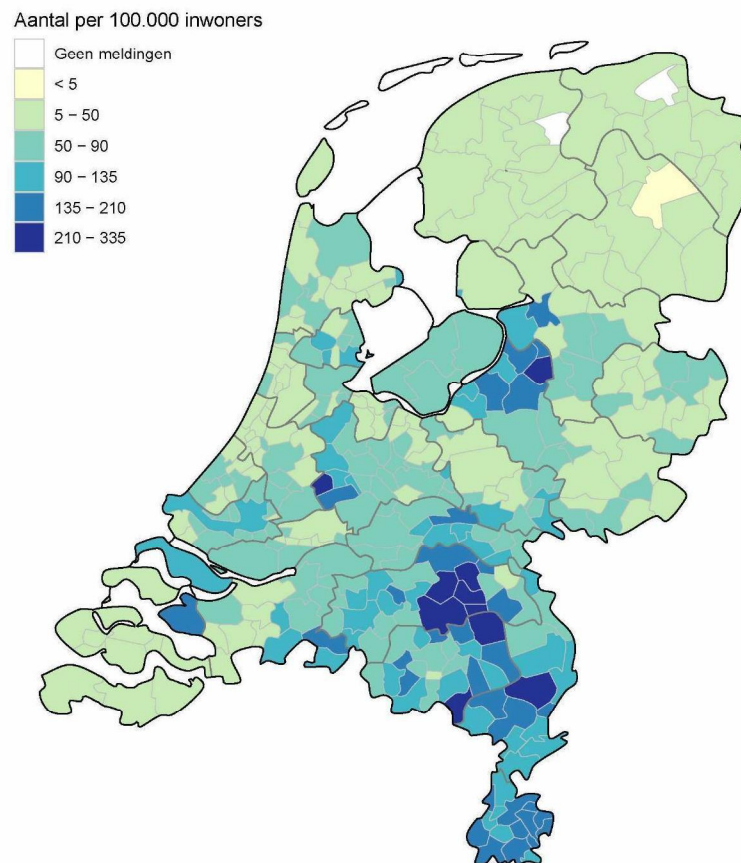 Aantal per 100.000 inwoners
Geen meldingen
< 5
5 – 50
50 – 90
90 – 135
135 – 210
210 – 335